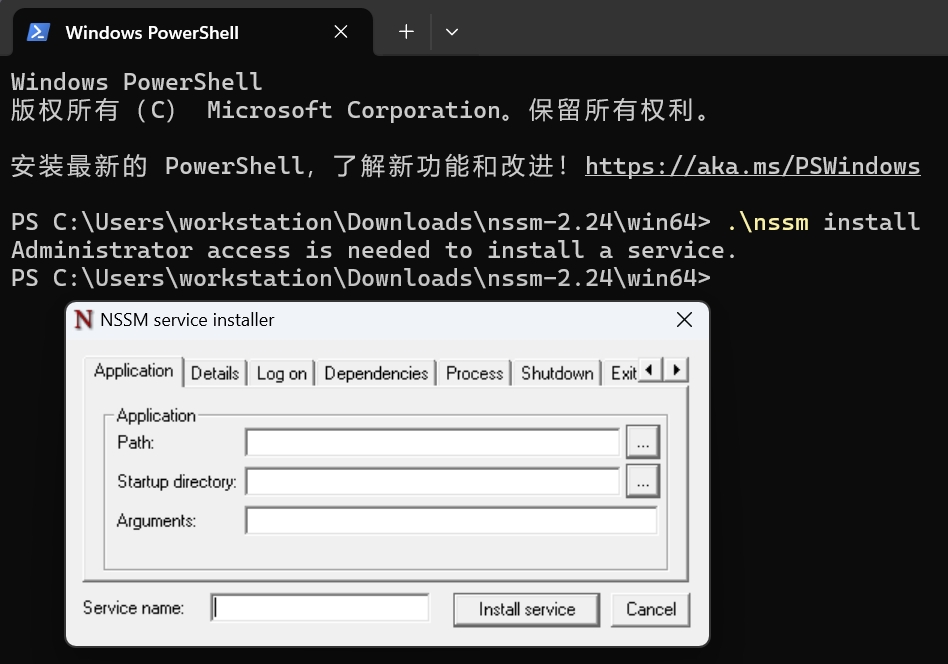 Windows PowerShell
Windows PowerShell
版权所有 (C) Microsoft Corporation。保留所有权利。
安装最新的 PowerShell，了解新功能和改进！https://aka.ms/PSWindows
PS C:\Users\workstation\Downloads\nssm-2.24\win64> .\nssm install
Administrator access is needed to install a service.
PS C:\Users\workstation\Downloads\nssm-2.24\win64>
N NSSM service installer
Application Details Log on Dependencies Process Shutdown Exit
Application
Path: ...
Startup directory: ...
Arguments:
Service name: Install service Cancel